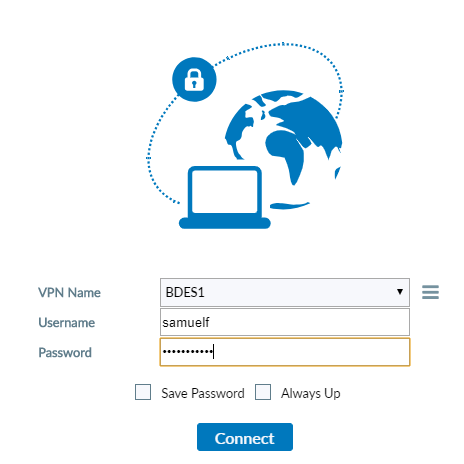 VPN Name BDES1
Username samuelf
Password •••••••••••
Save Password Always Up
Connect